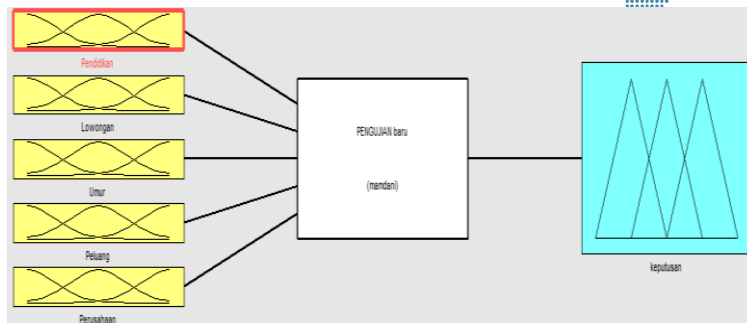 Pendidikan
Lowongan
Umur
Peluang
Perusahaan
PENGUJIAN baru
(mamdani)
keputusan